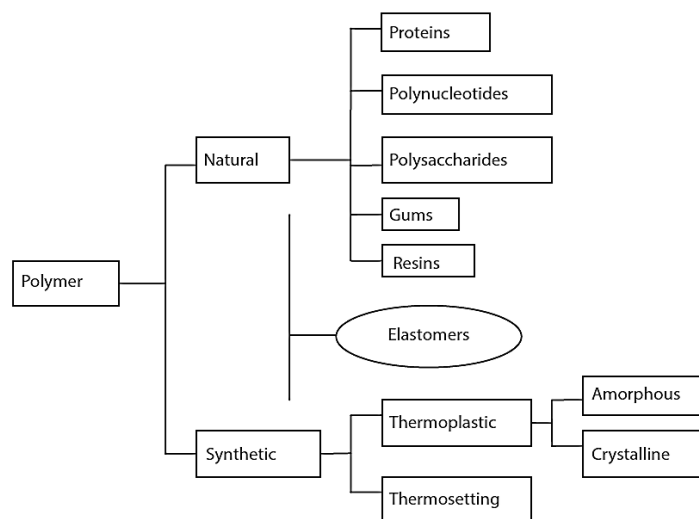 Proteins
Polynucleotides
Natural
Polysaccharides
Gums
Resins
Polymer
Elastomers
Amorphous
Thermoplastic
Synthetic
Crystalline
Thermosetting